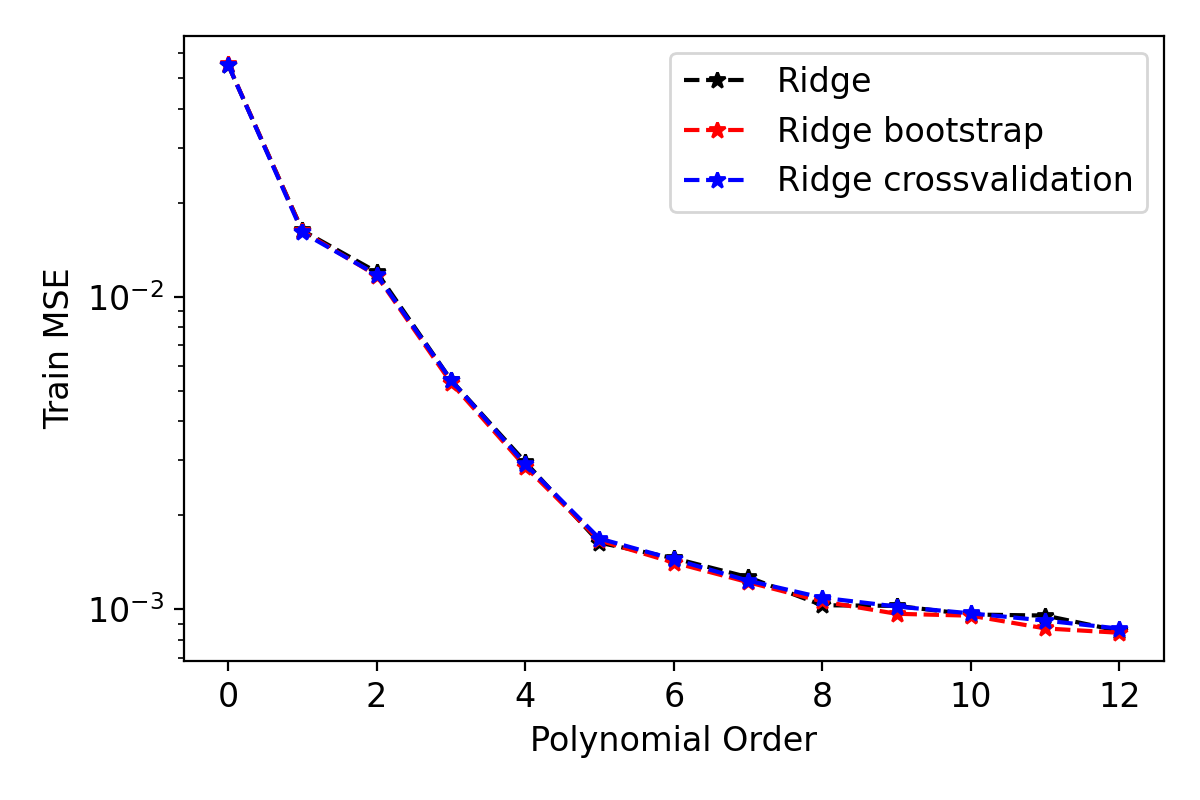 Ridge
Ridge bootstrap
Ridge crossvalidation
Train MSE
10⁻²
10⁻³
0 2 4 6 8 10 12
Polynomial Order